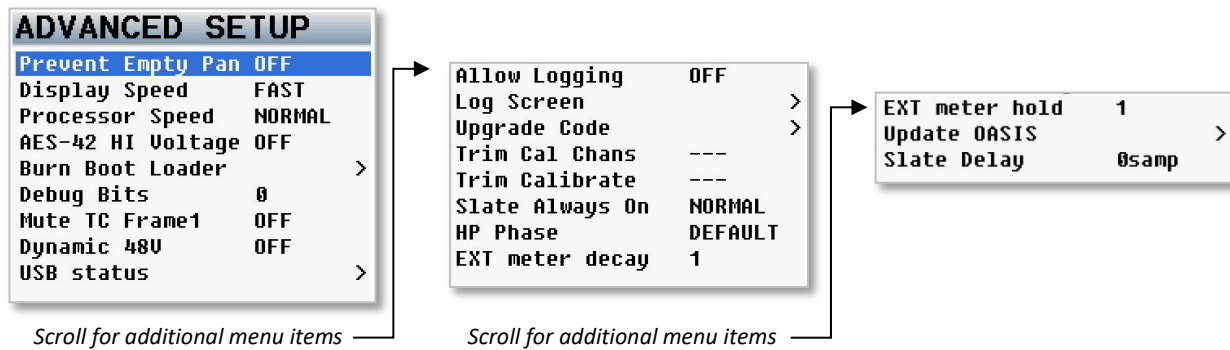 ADVANCED SETUP
Prevent Empty Pan OFF
Display Speed FAST
Processor Speed NORMAL
AES-42 HI Voltage OFF
Burn Boot Loader >
Debug Bits 0
Mute TC Frame1 OFF
Dynamic 48V OFF
USB status >
Scroll for additional menu items
Allow Logging OFF
Log Screen >
Upgrade Code >
Trim Cal Chans ---
Trim Calibrate ---
Slate Always On NORMAL
HP Phase DEFAULT
EXT meter decay 1
Scroll for additional menu items
EXT meter hold 1
Update OASIS >
Slate Delay 0samp